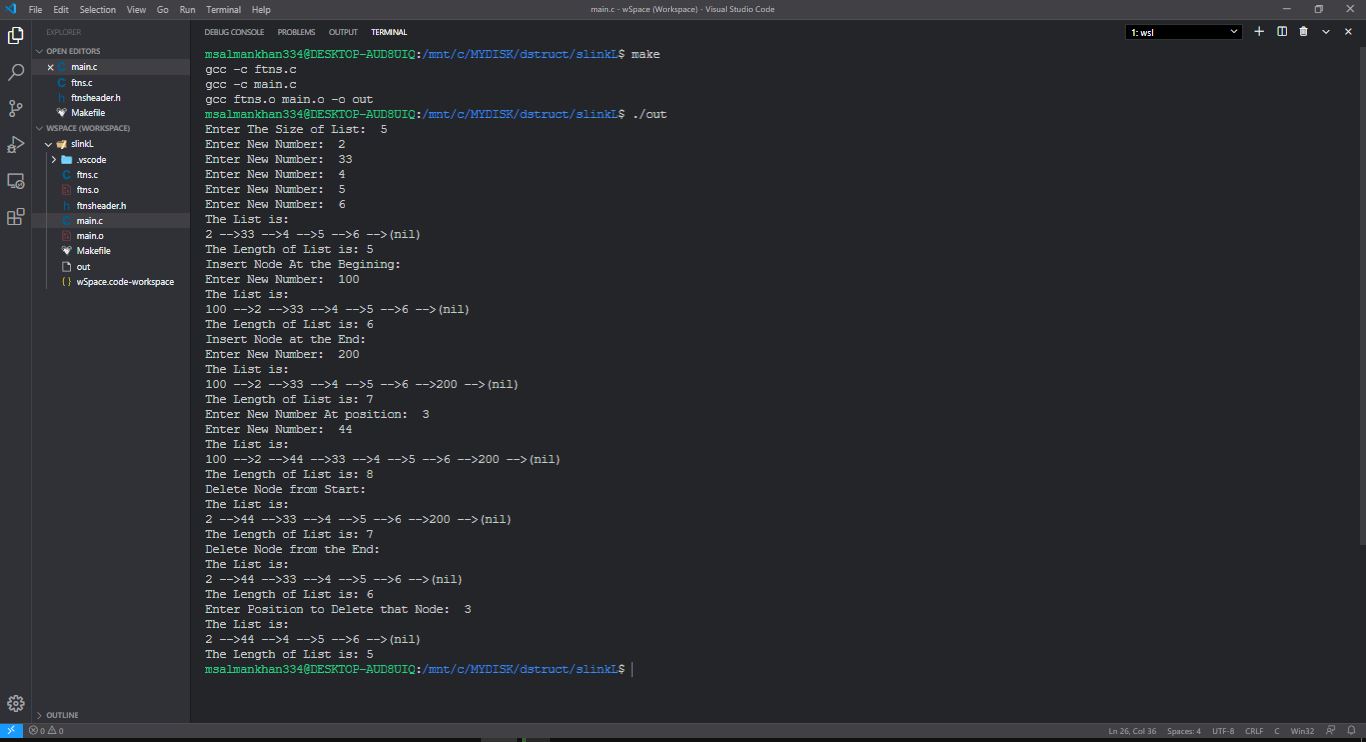 File Edit Selection View Go Run Terminal Help main.c - wSpace (Workspace) - Visual Studio Code
EXPLORER
OPEN EDITORS
main.c
ftns.c
ftnsheader.h
Makefile
WSPACE (WORKSPACE)
slinkL
.vscode
ftns.c
ftns.o
ftnsheader.h
main.c
main.o
Makefile
out
wSpace.code-workspace
OUTLINE
DEBUG CONSOLE PROBLEMS OUTPUT TERMINAL 1: wsl
msalmankhan334@DESKTOP-AUD8UIQ:/mnt/c/MYDISK/dstruct/slinkL$ make
gcc -c ftns.c
gcc -c main.c
gcc ftns.o main.o -o out
msalmankhan334@DESKTOP-AUD8UIQ:/mnt/c/MYDISK/dstruct/slinkL$ ./out
Enter The Size of List:  5
Enter New Number:  2
Enter New Number:  33
Enter New Number:  4
Enter New Number:  5
Enter New Number:  6
The List is:
2 -->33 -->4 -->5 -->6 -->(nil)
The Length of List is: 5
Insert Node At the Begining:
Enter New Number:  100
The List is:
100 -->2 -->33 -->4 -->5 -->6 -->(nil)
The Length of List is: 6
Insert Node at the End:
Enter New Number:  200
The List is:
100 -->2 -->33 -->4 -->5 -->6 -->200 -->(nil)
The Length of List is: 7
Enter New Number At position:  3
Enter New Number:  44
The List is:
100 -->2 -->44 -->33 -->4 -->5 -->6 -->200 -->(nil)
The Length of List is: 8
Delete Node from Start:
The List is:
2 -->44 -->33 -->4 -->5 -->6 -->200 -->(nil)
The Length of List is: 7
Delete Node from the End:
The List is:
2 -->44 -->33 -->4 -->5 -->6 -->(nil)
The Length of List is: 6
Enter Position to Delete that Node:  3
The List is:
2 -->44 -->4 -->5 -->6 -->(nil)
The Length of List is: 5
msalmankhan334@DESKTOP-AUD8UIQ:/mnt/c/MYDISK/dstruct/slinkL$
0 0 Ln 26, Col 36 Spaces: 4 UTF-8 CRLF C Win32